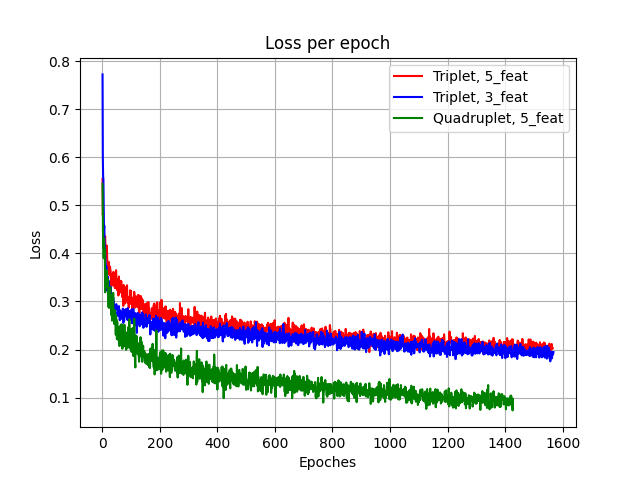 Loss per epoch
Triplet, 5_feat
Triplet, 3_feat
Quadruplet, 5_feat
Loss
0.8
0.7
0.6
0.5
0.4
0.3
0.2
0.1
0 200 400 600 800 1000 1200 1400 1600
Epoches